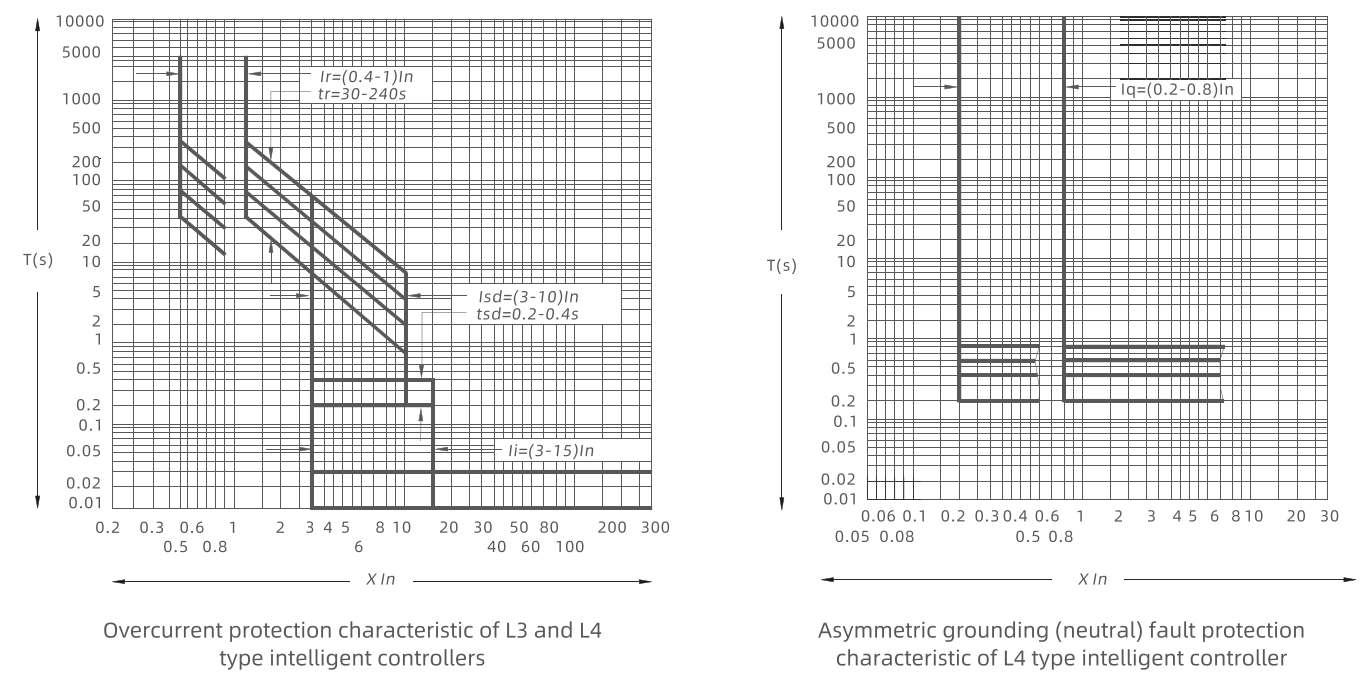 10000
5000
1000
500
200
100
50
20
10
5
2
1
0.5
0.2
0.1
0.05
0.02
0.01
T(s)
Ir=(0.4-1)In
tr=30-240s
Isd=(3-10)In
tsd=0.2-0.4s
Ii=(3-15)In
0.2 0.3 0.6 1 2 3 4 5 8 10 20 30 50 80 200 300
0.5 0.8 6 40 60 100
X In
Overcurrent protection characteristic of L3 and L4
type intelligent controllers
10000
5000
1000
500
200
100
50
20
10
5
2
1
0.5
0.2
0.1
0.05
0.02
0.01
T(s)
Iq=(0.2-0.8)In
0.06 0.1 0.2 0.3 0.4 0.6 1 2 3 4 5 6 8 10 20 30
0.05 0.08 0.5 0.8
X In
Asymmetric grounding (neutral) fault protection
characteristic of L4 type intelligent controller